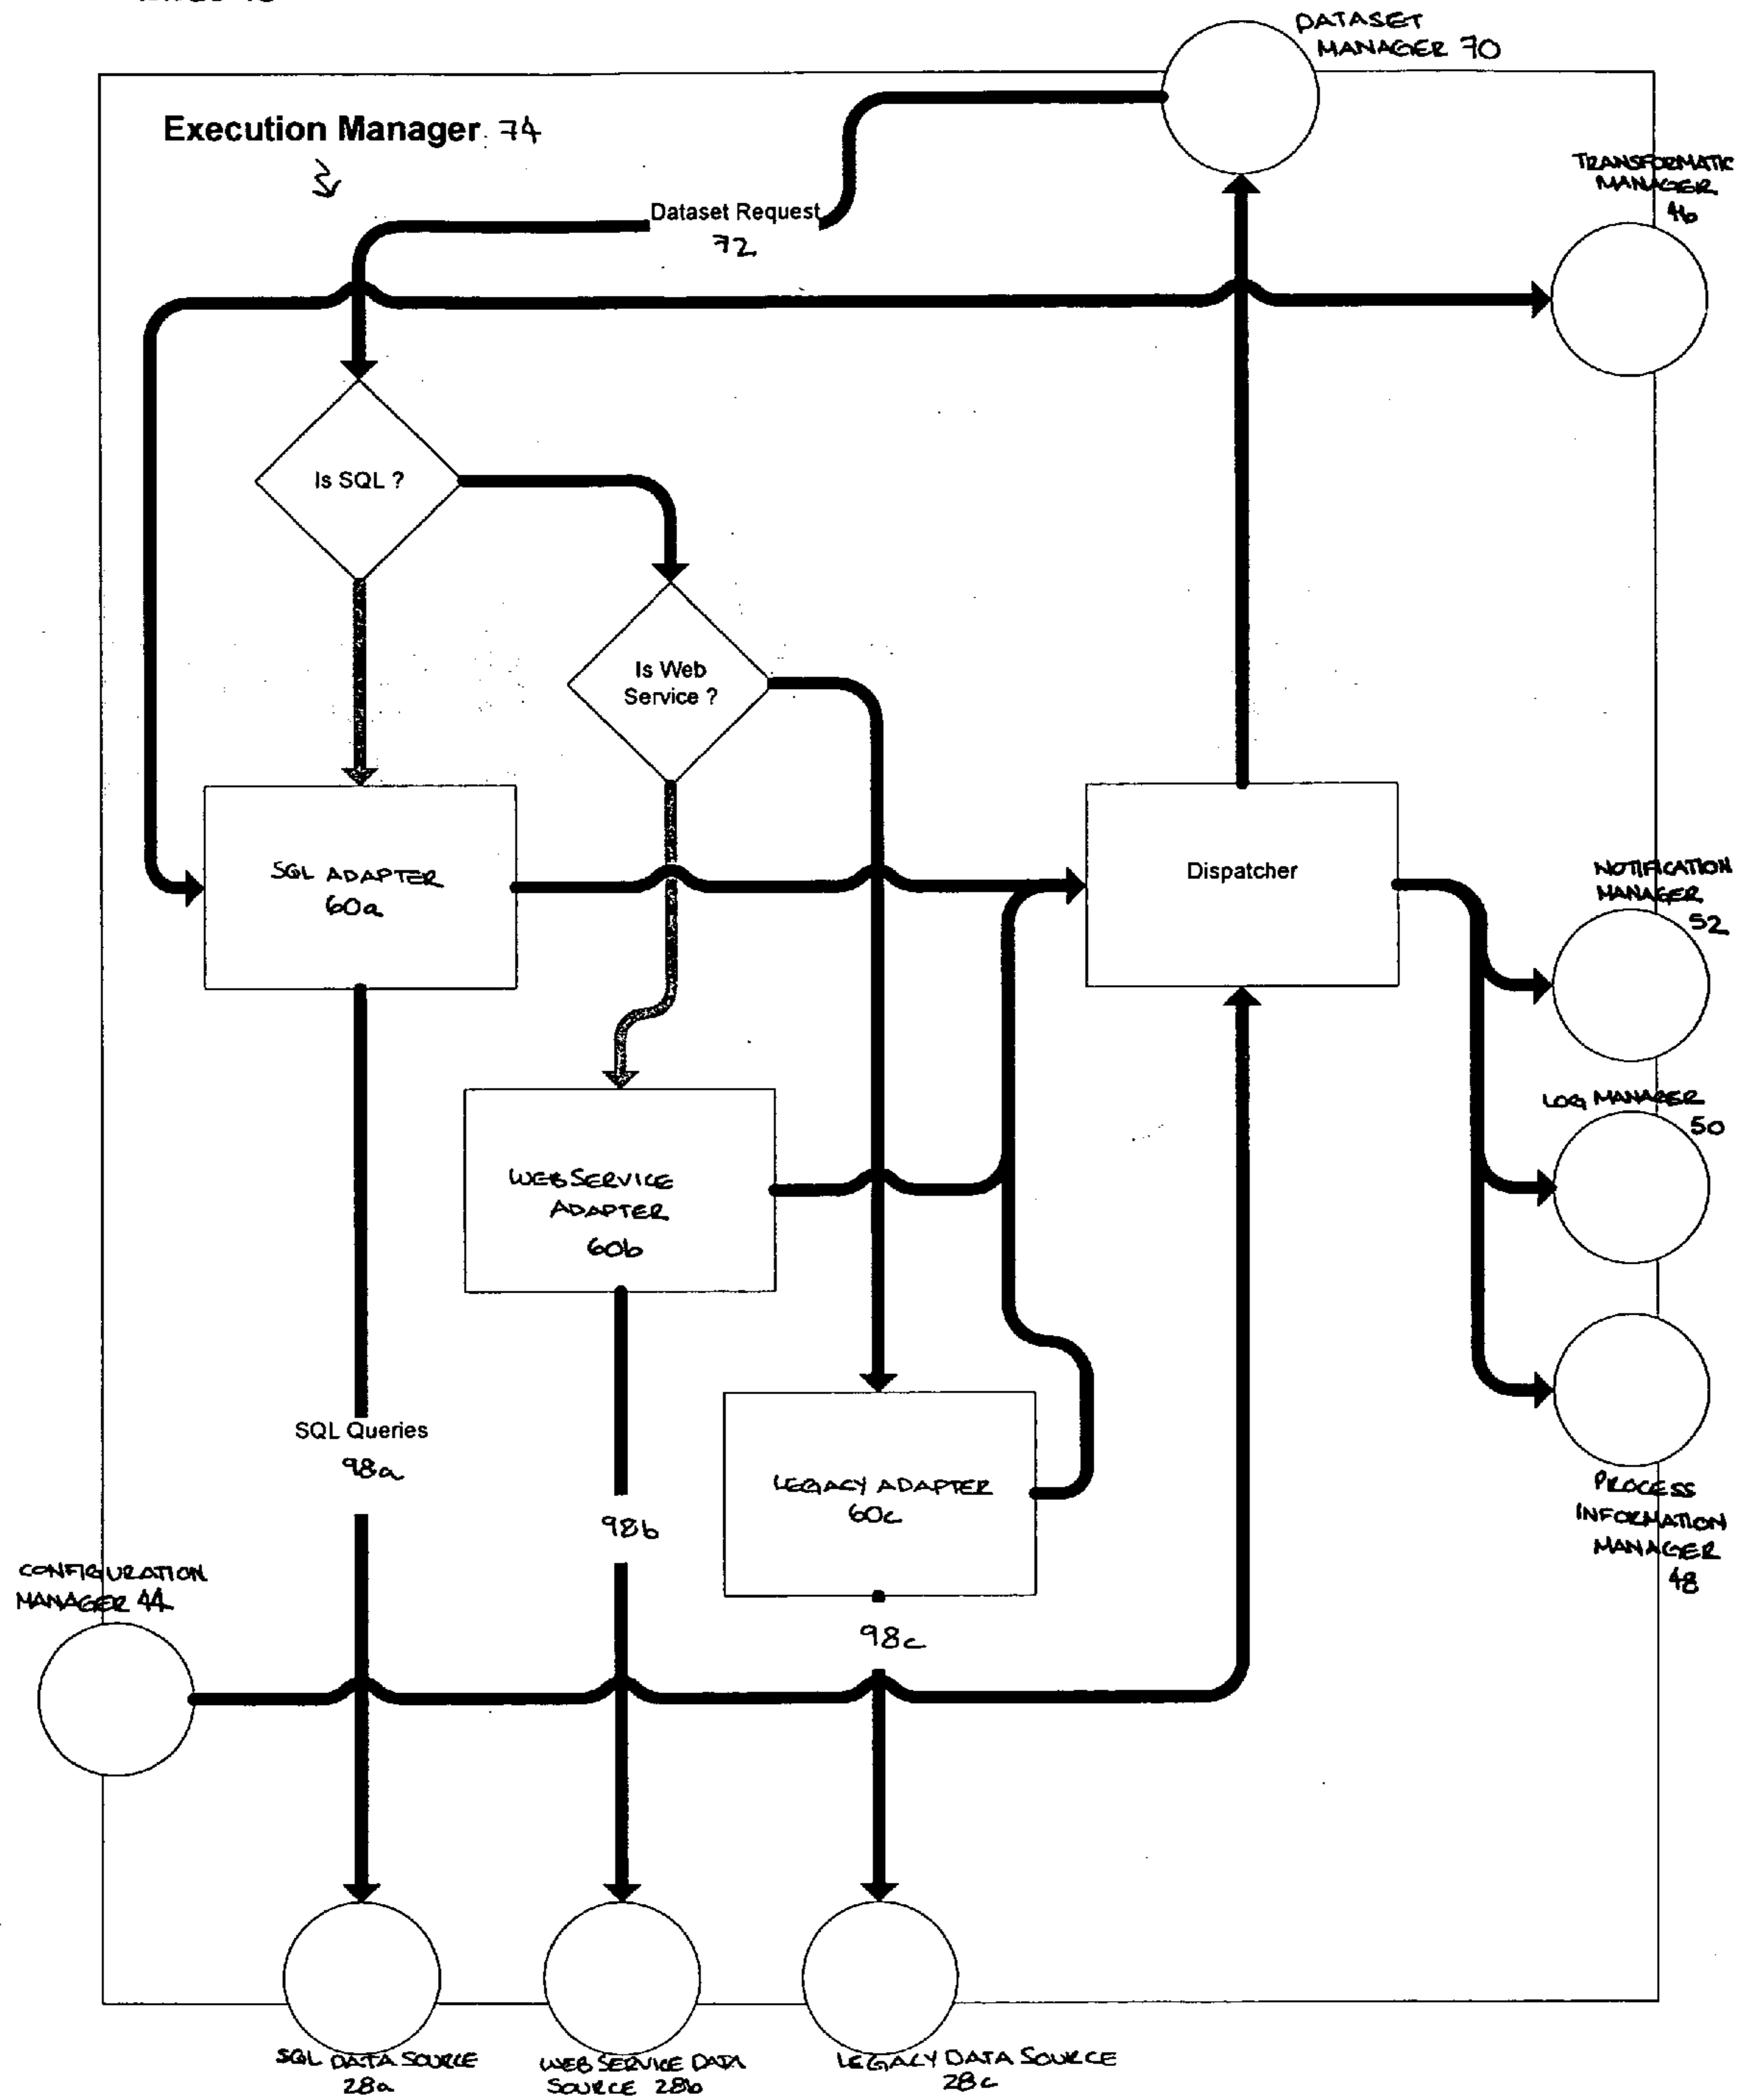 DATASET
MANAGER 70
Execution Manager 74
TRANSFORMATIC
MANAGER
46
Dataset Request
72
Is SQL ?
Is Web
Service ?
SQL ADAPTER
60a
Dispatcher
NOTIFICATION
MANAGER
52
LOG MANAGER
50
WEB SERVICE
ADAPTER
60b
SQL Queries
98a
98b
LEGACY ADAPTER
60c
PROCESS
INFORMATION
MANAGER
48
CONFIGURATION
MANAGER 44
98c
SQL DATA SOURCE
28a
WEB SERVICE DATA
SOURCE 28b
LEGACY DATA SOURCE
28c